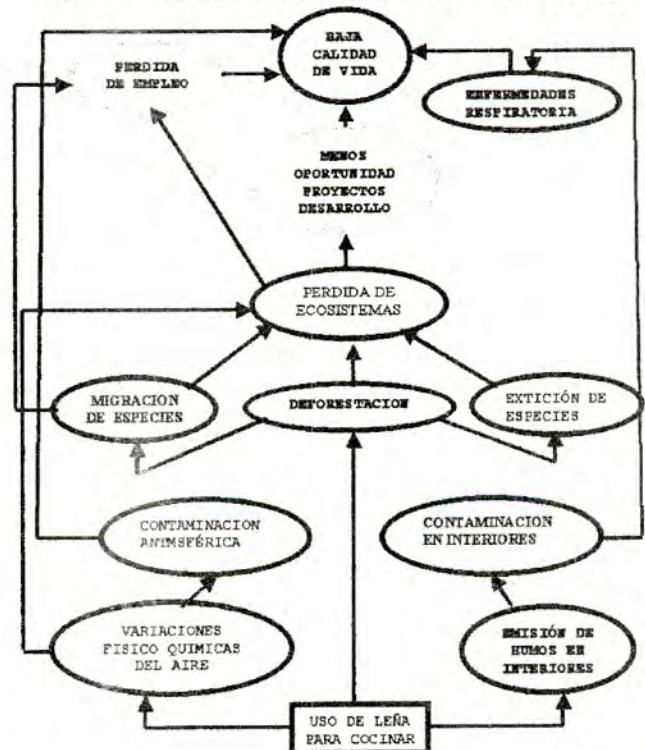 BAJA
CALIDAD
DE VIDA
PERDIDA
DE EMPLEO
ENFERMEDADES
RESPIRATORIA
MENOS
OPORTUNIDAD
PROYECTOS
DESARROLLO
PERDIDA DE
ECOSISTEMAS
MIGRACION
DE ESPECIES
DEFORESTACION
EXTICIÓN DE
ESPECIES
CONTAMINACION
ANTMSFÉRICA
CONTAMINACION
EN INTERIORES
VARIACIONES
FISICO QUIMICAS
DEL AIRE
EMISIÓN DE
HUMOS EN
INTERIORES
USO DE LEÑA
PARA COCINAR